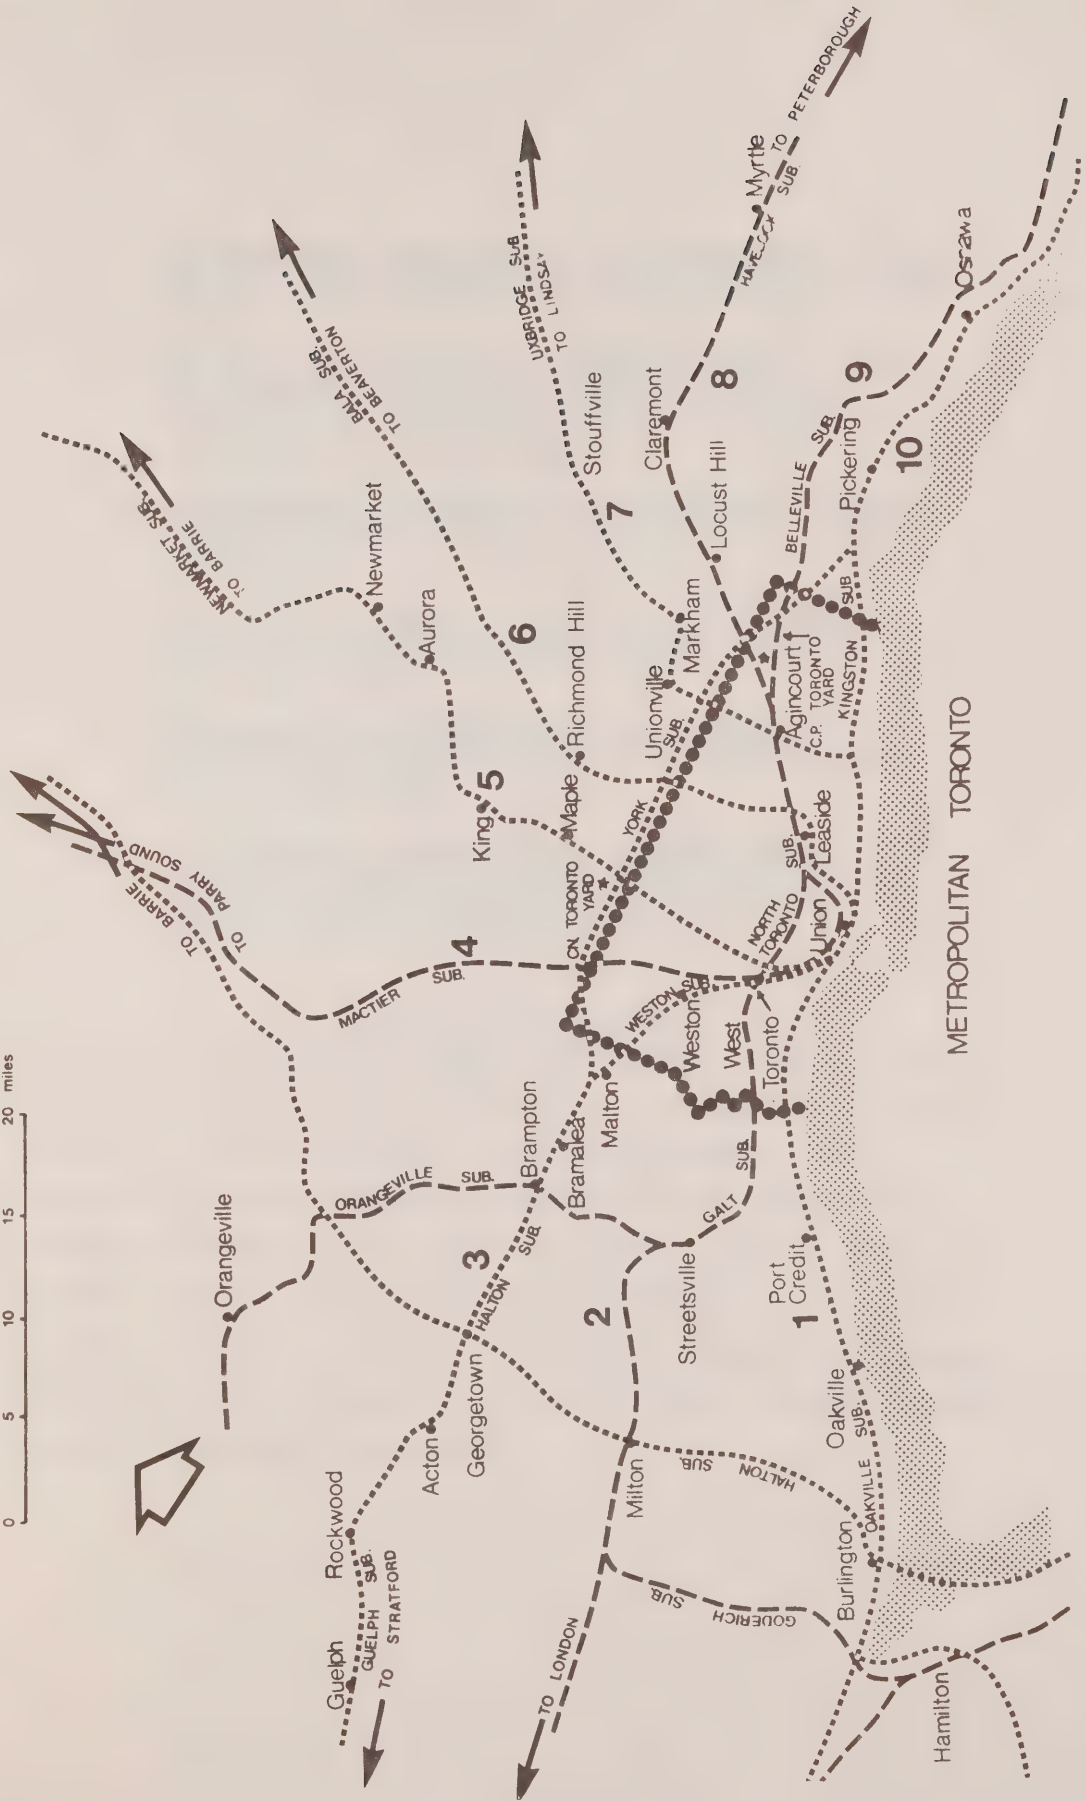 0 5 10 15 20 miles
Orangeville
ORANGEVILLE
SUB.
Guelph
Rockwood
GUELPH SUB.
TO
STRATFORD
Acton
Georgetown
3
HALTON
SUB.
Brampton
Bramalea
Malton
TO BARRIE
TO
PARRY SOUND
MACTIER
SUB.
4
NEWMARKET SUB.
TO BARRIE
Newmarket
Aurora
King
5
Maple
BALA SUB.
TO BEAVERTON
6
Richmond Hill
UXBRIDGE SUB
TO LINDSAY
Stouffville
7
Markham
Unionville
CN. TORONTO
YARD
YORK
SUB.
Claremont
Locust Hill
8
Myrtle
HAVELOCK
SUB.
TO PETERBOROUGH
WESTON SUB.
Weston
West
Toronto
NORTH
TORONTO
SUB.
Leaside
Union
Agincourt
C.P. TORONTO
YARD
KINGSTON
SUB
BELLEVILLE
SUB.
Pickering
9
10
Oshawa
TO LONDON
Milton
2
Streetsville
GALT
SUB.
HALTON
SUB
GODERICH
SUB.
Port
Credit
1
Oakville
OAKVILLE
SUB.
Burlington
Hamilton
METROPOLITAN TORONTO